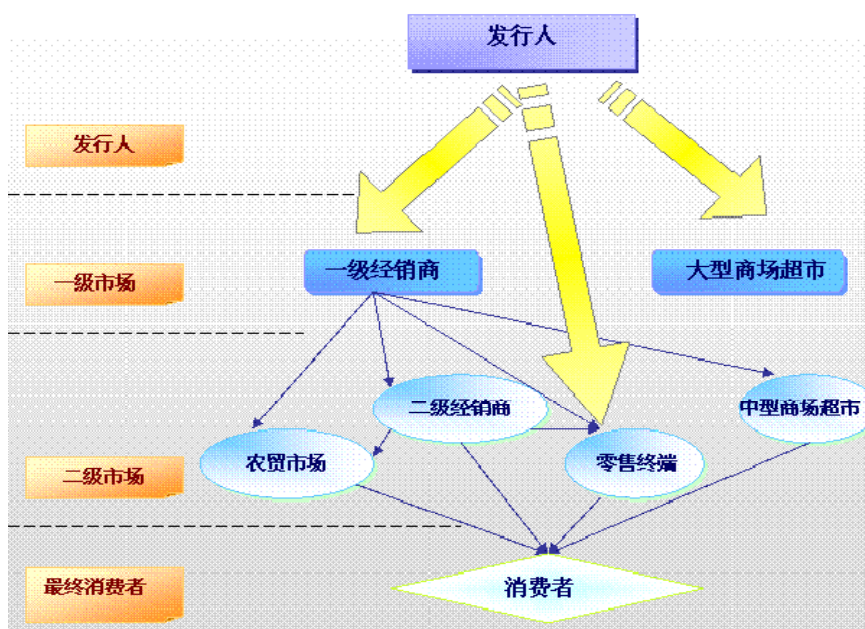 发行人
发行人
一级市场
一级经销商
大型商场超市
二级经销商
中型商场超市
农贸市场
零售终端
二级市场
最终消费者
消费者